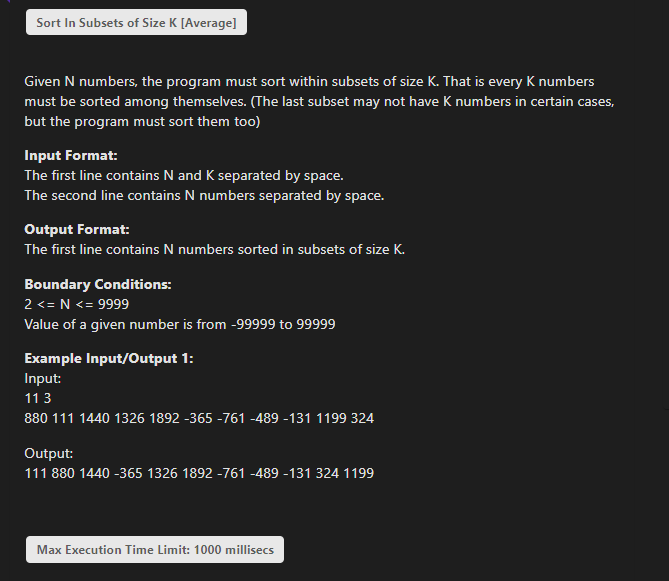 Sort In Subsets of Size K [Average]
Given N numbers, the program must sort within subsets of size K. That is every K numbers
must be sorted among themselves. (The last subset may not have K numbers in certain cases,
but the program must sort them too)
Input Format:
The first line contains N and K separated by space.
The second line contains N numbers separated by space.
Output Format:
The first line contains N numbers sorted in subsets of size K.
Boundary Conditions:
2 <= N <= 9999
Value of a given number is from -99999 to 99999
Example Input/Output 1:
Input:
11 3
880 111 1440 1326 1892 -365 -761 -489 -131 1199 324
Output:
111 880 1440 -365 1326 1892 -761 -489 -131 324 1199
Max Execution Time Limit: 1000 millisecs